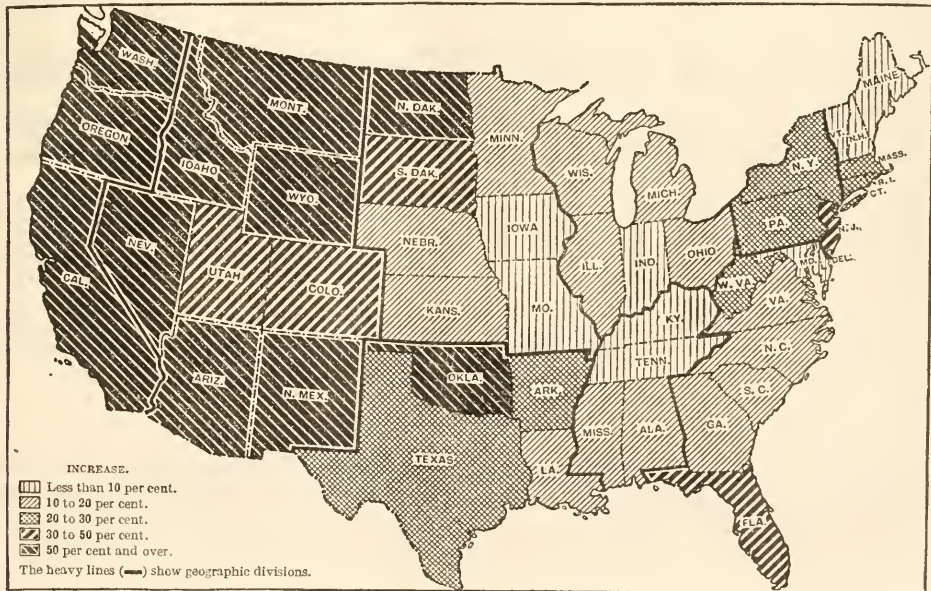 WASH.
MONT.
N. DAK.
MINN.
MAINE
OREGON
IDAHO
WYO.
S. DAK.
WIS.
MICH.
VT.
N.H.
N.Y.
MASS.
R.I.
CT.
NEV.
UTAH
COLO.
NEBR.
IOWA
ILL.
IND.
OHIO
PA.
N.J.
MD.
DEL.
CAL.
KANS.
MO.
KY.
W. VA.
VA.
ARIZ.
N. MEX.
OKLA.
ARK.
TENN.
N.C.
S.C.
TEXAS
LA.
MISS.
ALA.
GA.
FLA.
INCREASE.
Less than 10 per cent.
10 to 20 per cent.
20 to 30 per cent.
30 to 50 per cent.
50 per cent and over.
The heavy lines (▬) show geographic divisions.